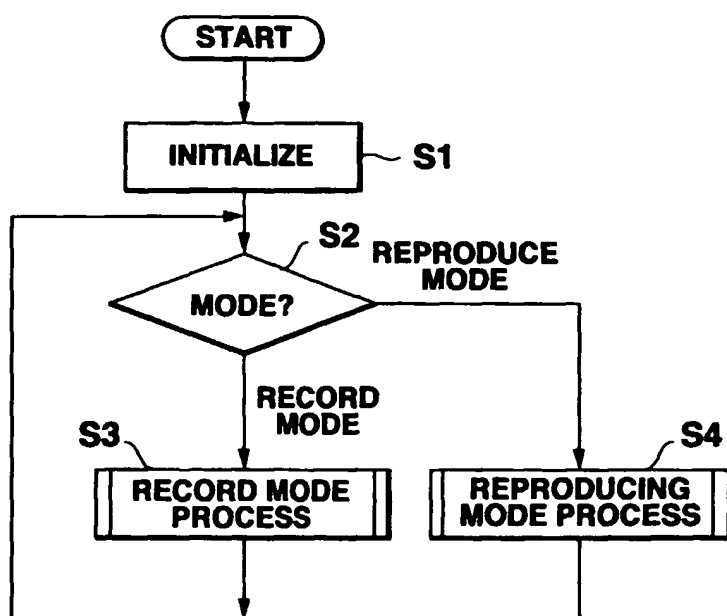 START
INITIALIZE
S1
S2
REPRODUCE
MODE
MODE?
RECORD
MODE
S3
S4
RECORD MODE
PROCESS
REPRODUCING
MODE PROCESS